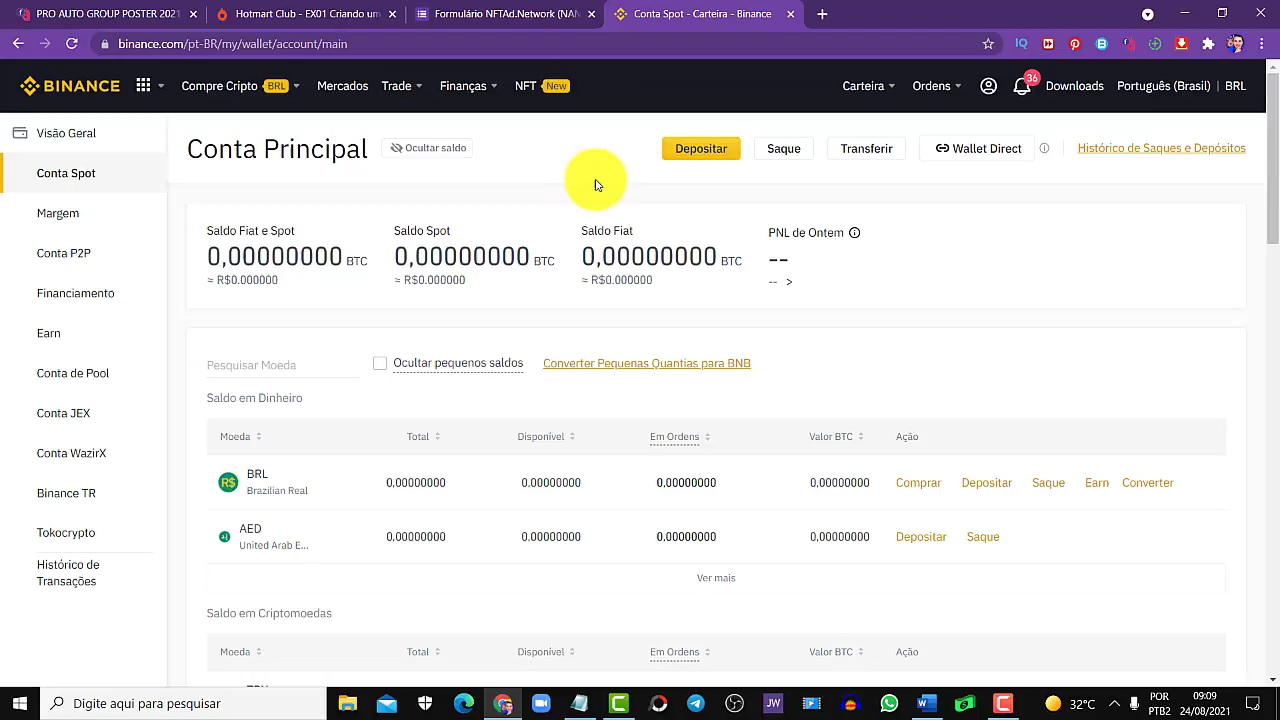 PRO AUTO GROUP POSTER 2021
Hotmart Club - EX01 Criando um
Formulário NFTAd.Network (NAN
Conta Spot - Carteira - Binance
binance.com/pt-BR/my/wallet/account/main
IQ
BINANCE
Compre Cripto BRL
Mercados
Trade
Finanças
NFT New
Carteira
Ordens
36
Downloads
Português (Brasil) | BRL
Visão Geral
Conta Spot
Margem
Conta P2P
Financiamento
Earn
Conta de Pool
Conta JEX
Conta WazirX
Binance TR
Tokocrypto
Histórico de
Transações
Conta Principal
Ocultar saldo
Depositar
Saque
Transferir
Wallet Direct
Histórico de Saques e Depósitos
Saldo Fiat e Spot
0,00000000 BTC
≈ R$0.000000
Saldo Spot
0,00000000 BTC
≈ R$0.000000
Saldo Fiat
0,00000000 BTC
≈ R$0.000000
PNL de Ontem
--
-- >
Pesquisar Moeda
Ocultar pequenos saldos
Converter Pequenas Quantias para BNB
Saldo em Dinheiro
Moeda Total Disponível Em Ordens Valor BTC Ação
R$ BRL
Brazilian Real
0,00000000 0,00000000 0.00000000 0,00000000 Comprar Depositar Saque Earn Converter
AED
United Arab E...
0,00000000 0,00000000 0.00000000 0,00000000 Depositar Saque
Ver mais
Saldo em Criptomoedas
Moeda Total Disponível Em Ordens Valor BTC Ação
Digite aqui para pesquisar
JW
32°C
POR
PTB2
09:09
24/08/2021